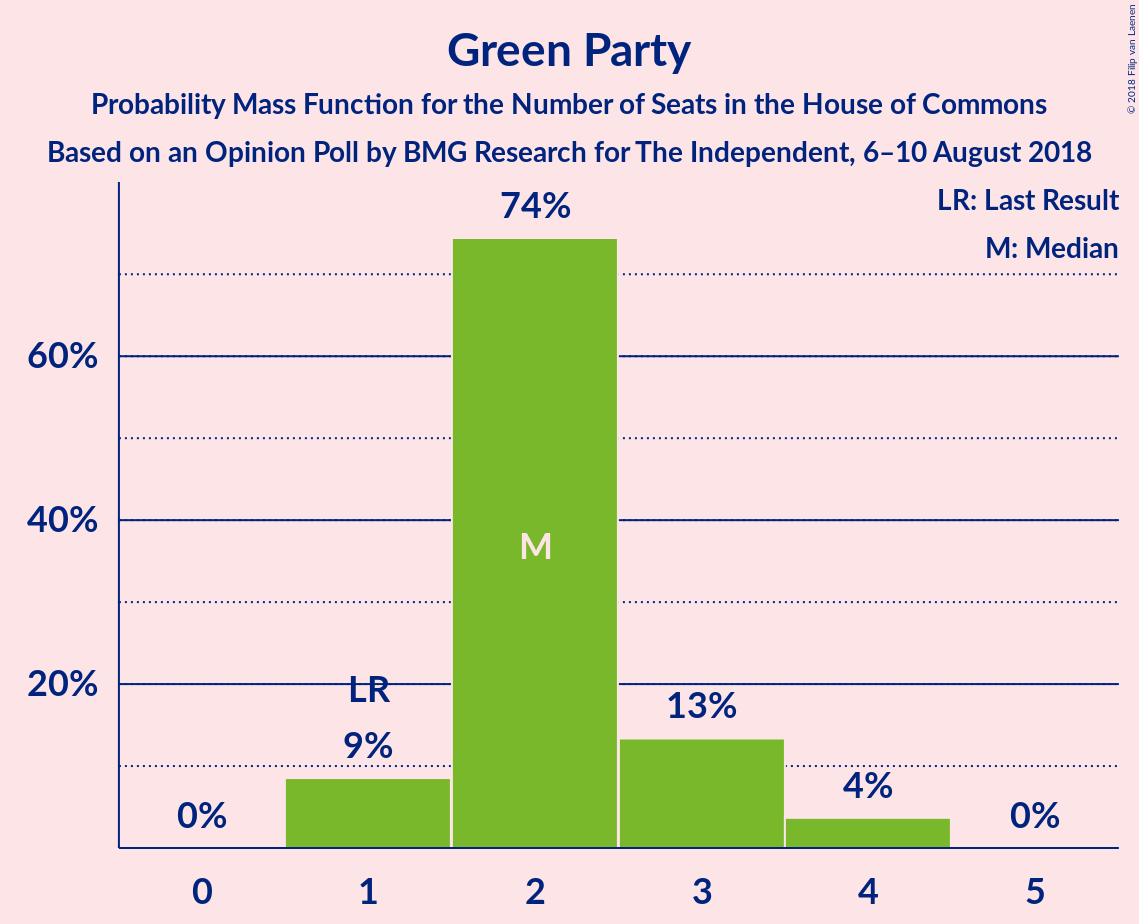 Green Party
Probability Mass Function for the Number of Seats in the House of Commons
Based on an Opinion Poll by BMG Research for The Independent, 6–10 August 2018
© 2018 Filip van Laenen
LR: Last Result
M: Median
74%
60%
40%
M
20%
LR
13%
9%
4%
0%
0%
0 1 2 3 4 5